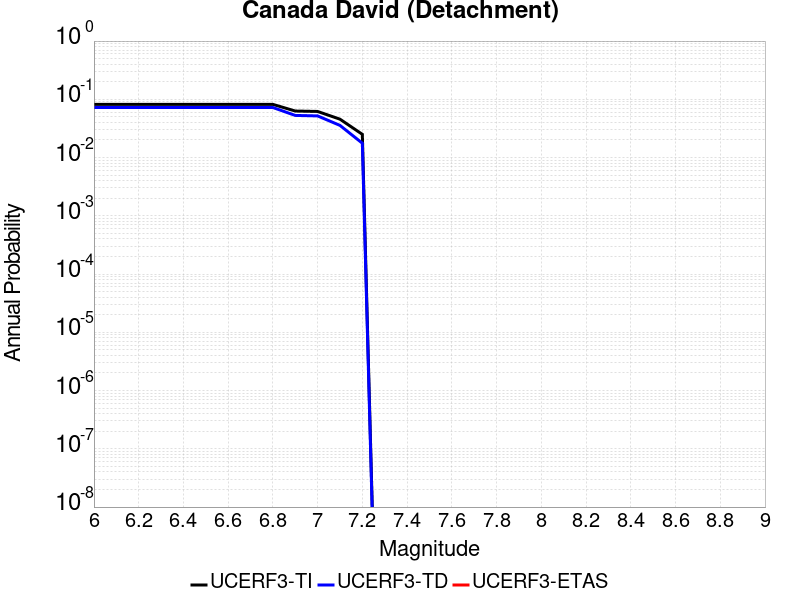 Canada David (Detachment)
10^0
10^-1
10^-2
10^-3
10^-4
10^-5
10^-6
10^-7
10^-8
Annual Probability
6 6.2 6.4 6.6 6.8 7 7.2 7.4 7.6 7.8 8 8.2 8.4 8.6 8.8 9
Magnitude
UCERF3-TI UCERF3-TD UCERF3-ETAS